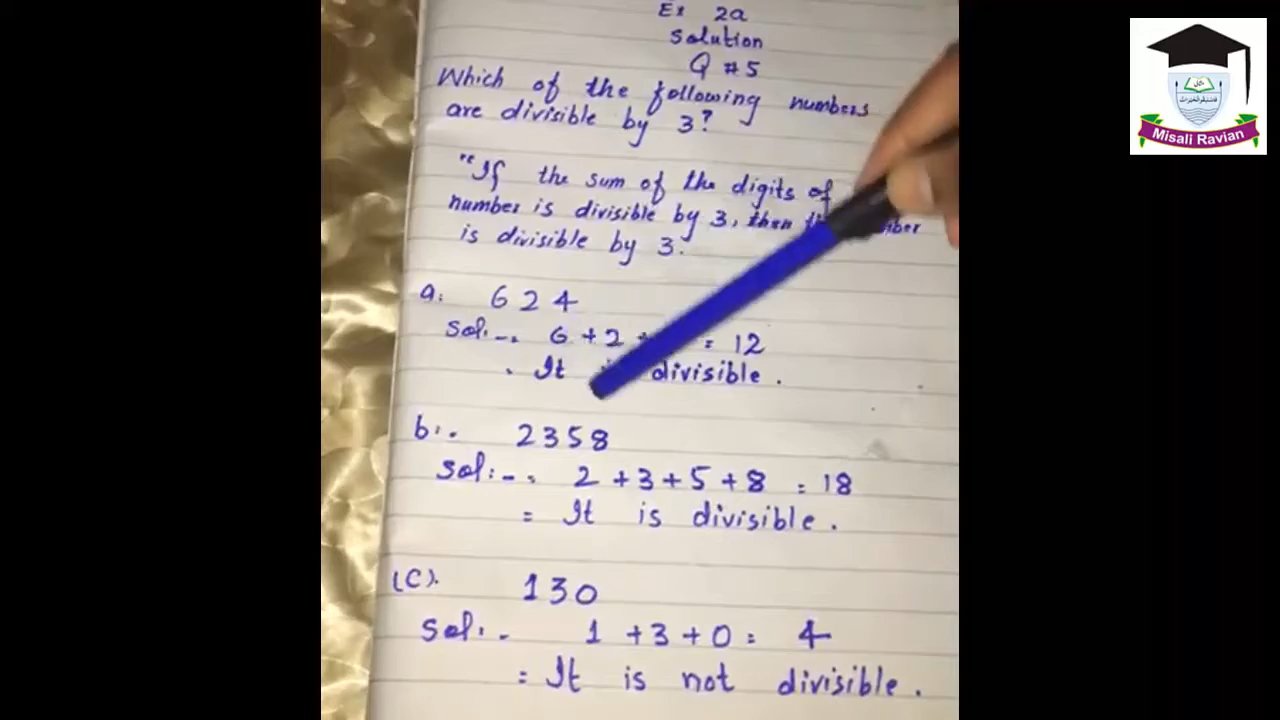 Ex 2a
Solution
Q # 5
Which of the following numbers
are divisible by 3?
"If the sum of the digits of
number is divisible by 3, then
is divisible by 3.
a: 6 2 4
Sol:-. 6 + 2 = 12
. It divisible.
b:. 2358
Sol:-. 2 + 3 + 5 + 8 = 18
= It is divisible.
(C). 130
Sol:. - 1 + 3 + 0 = 4
= It is not divisible.
Misali Ravian